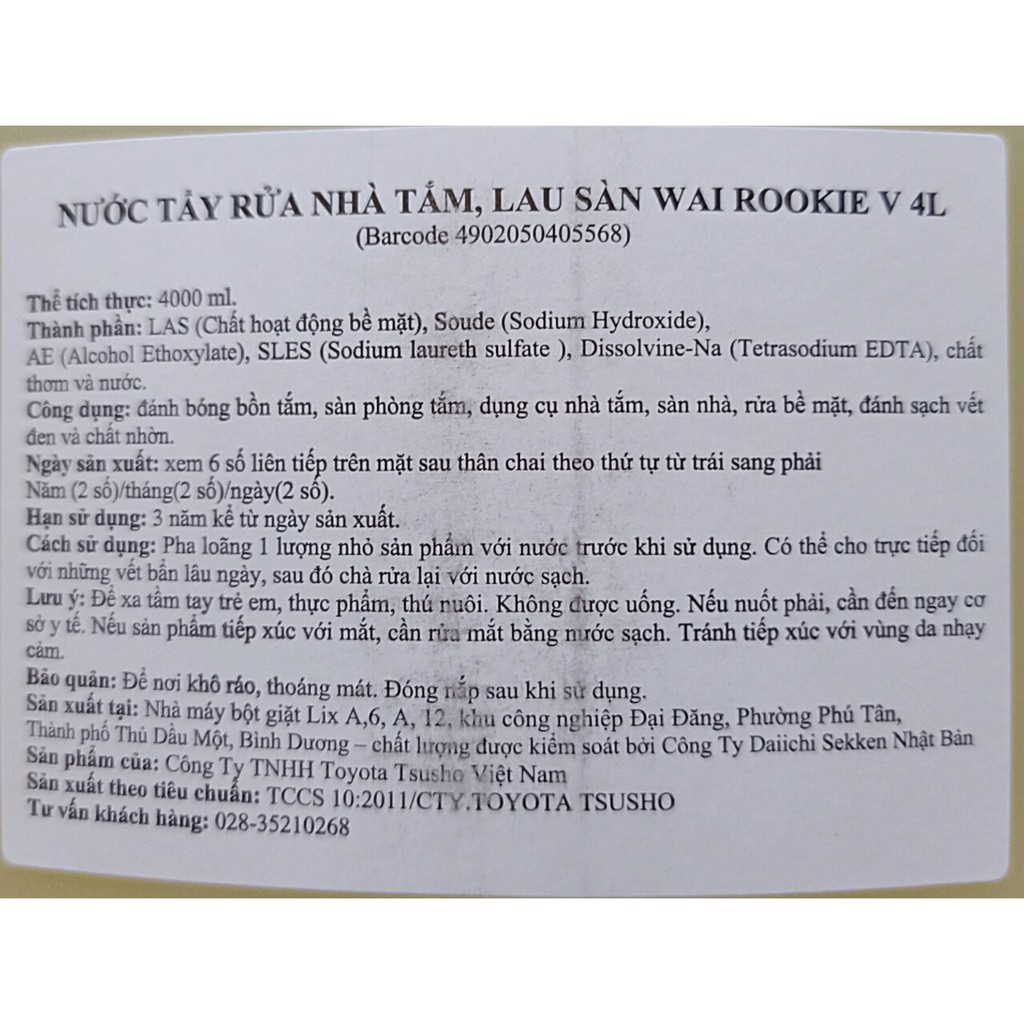 NƯỚC TẨY RỬA NHÀ TẮM, LAU SÀN WAI ROOKIE V 4L
(Barcode 4902050405568)
Thể tích thực: 4000 ml.
Thành phần: LAS (Chất hoạt động bề mặt), Soude (Sodium Hydroxide),
AE (Alcohol Ethoxylate), SLES (Sodium laureth sulfate ), Dissolvine-Na (Tetrasodium EDTA), chất
thơm và nước.
Công dụng: đánh bóng bồn tắm, sàn phòng tắm, dụng cụ nhà tắm, sàn nhà, rửa bề mặt, đánh sạch vết
đen và chất nhờn.
Ngày sản xuất: xem 6 số liên tiếp trên mặt sau thân chai theo thứ tự từ trái sang phải
Năm (2 số)/tháng(2 số)/ngày(2 số).
Hạn sử dụng: 3 năm kể từ ngày sản xuất.
Cách sử dụng: Pha loãng 1 lượng nhỏ sản phẩm với nước trước khi sử dụng. Có thể cho trực tiếp đối
với những vết bẩn lâu ngày, sau đó chà rửa lại với nước sạch.
Lưu ý: Để xa tầm tay trẻ em, thực phẩm, thú nuôi. Không được uống. Nếu nuốt phải, cần đến ngay cơ
sở y tế. Nếu sản phẩm tiếp xúc với mắt, cần rửa mắt bằng nước sạch. Tránh tiếp xúc với vùng da nhạy
cảm.
Bảo quản: Để nơi khô ráo, thoáng mát. Đóng nắp sau khi sử dụng.
Sản xuất tại: Nhà máy bột giặt Lix A,6, A, 12, khu công nghiệp Đại Đăng, Phường Phú Tân,
Thành phố Thủ Dầu Một, Bình Dương – chất lượng được kiểm soát bởi Công Ty Daiichi Sekken Nhật Bản
Sản phẩm của: Công Ty TNHH Toyota Tsusho Việt Nam
Sản xuất theo tiêu chuẩn: TCCS 10:2011/CTY.TOYOTA TSUSHO
Tư vấn khách hàng: 028-35210268